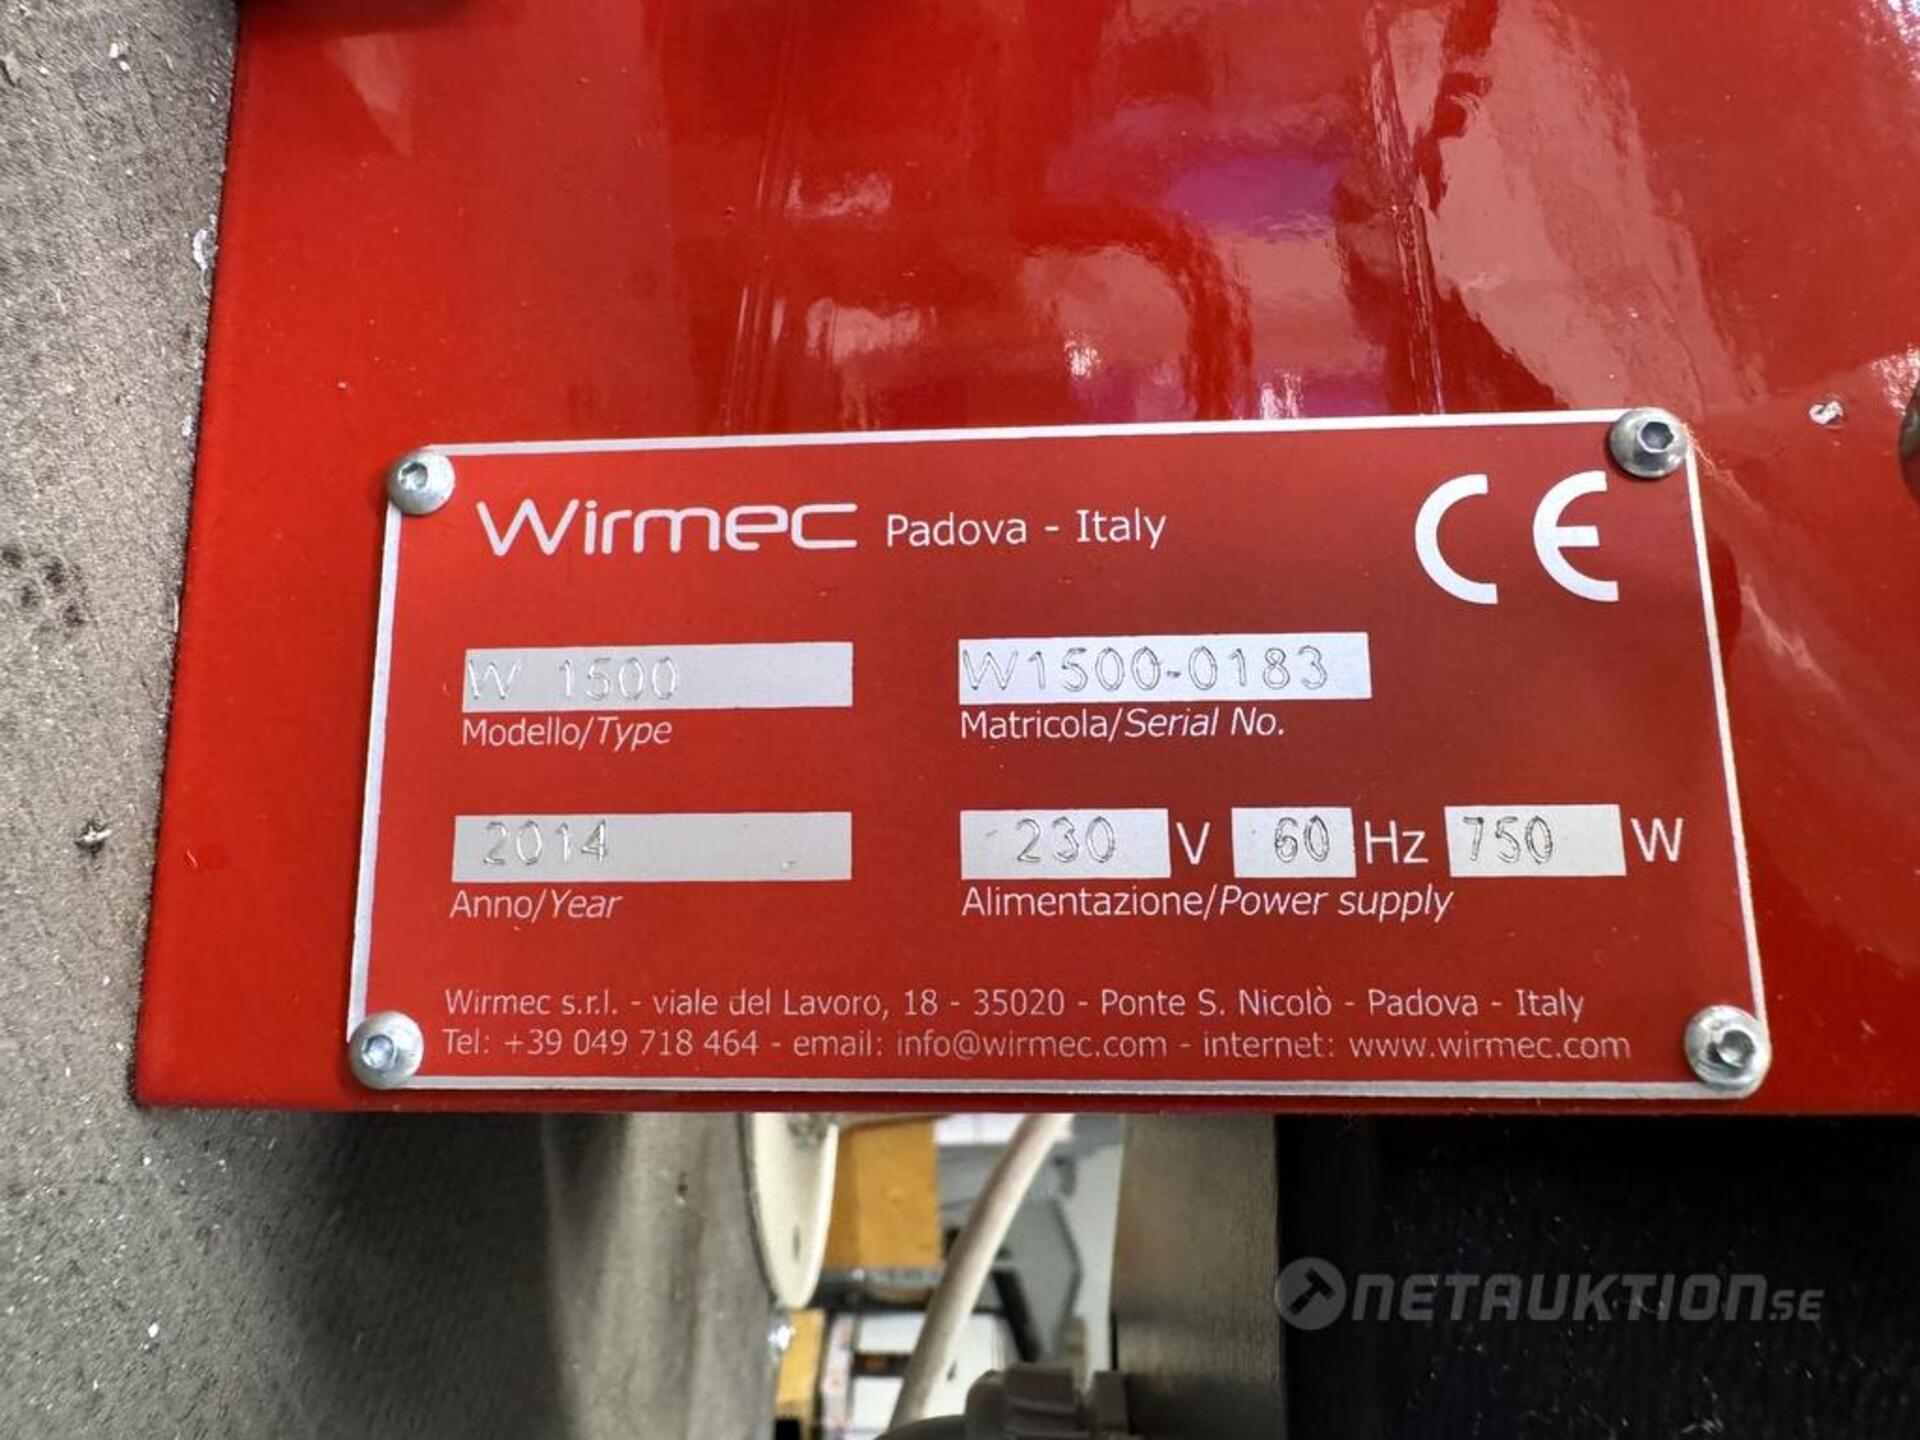 Wirmec Padova - Italy CE
W 1500 W1500-0183
Modello/Type Matricola/Serial No.
2014 230 V 60 Hz 750 W
Anno/Year Alimentazione/Power supply
Wirmec s.r.l. - viale del Lavoro, 18 - 35020 - Ponte S. Nicolò - Padova - Italy
Tel: +39 049 718 464 - email: info@wirmec.com - internet: www.wirmec.com
NETAUKTION.SE